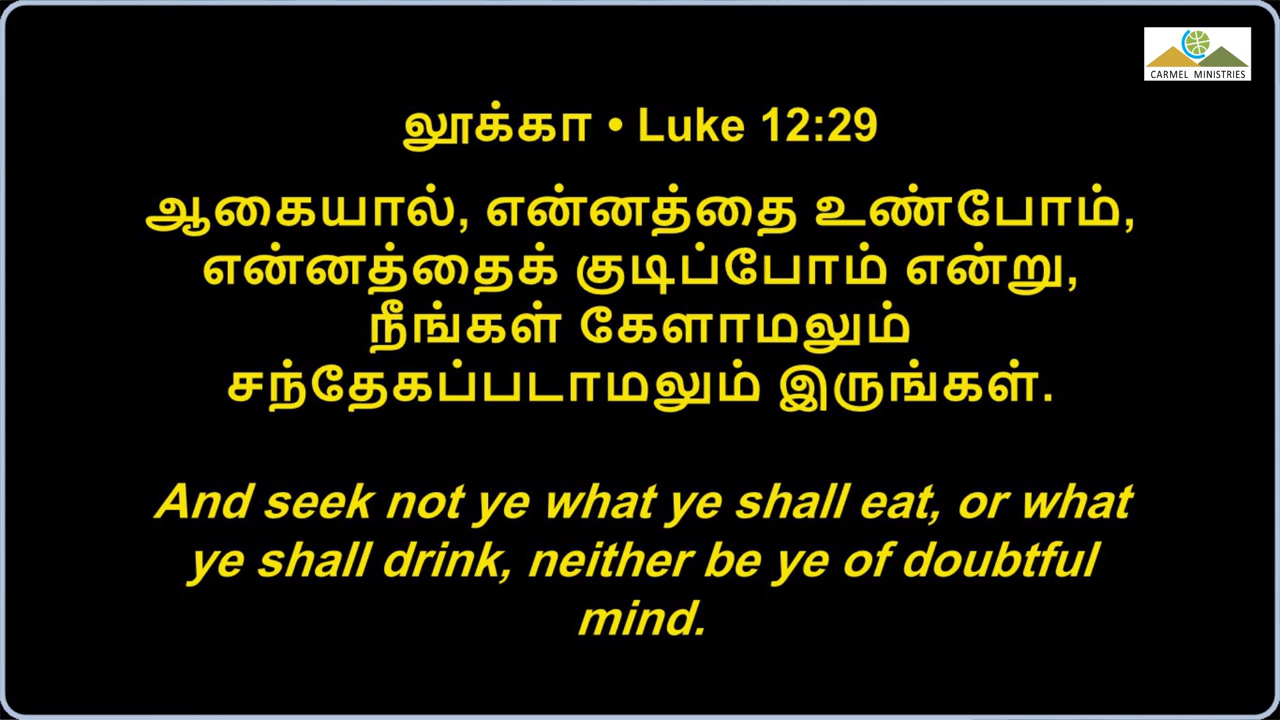 CARMEL MINISTRIES
லூக்கா • Luke 12:29
ஆகையால், என்னத்தை உண்போம்,
என்னத்தைக் குடிப்போம் என்று,
நீங்கள் கேளாமலும்
சந்தேகப்படாமலும் இருங்கள்.
And seek not ye what ye shall eat, or what
ye shall drink, neither be ye of doubtful
mind.